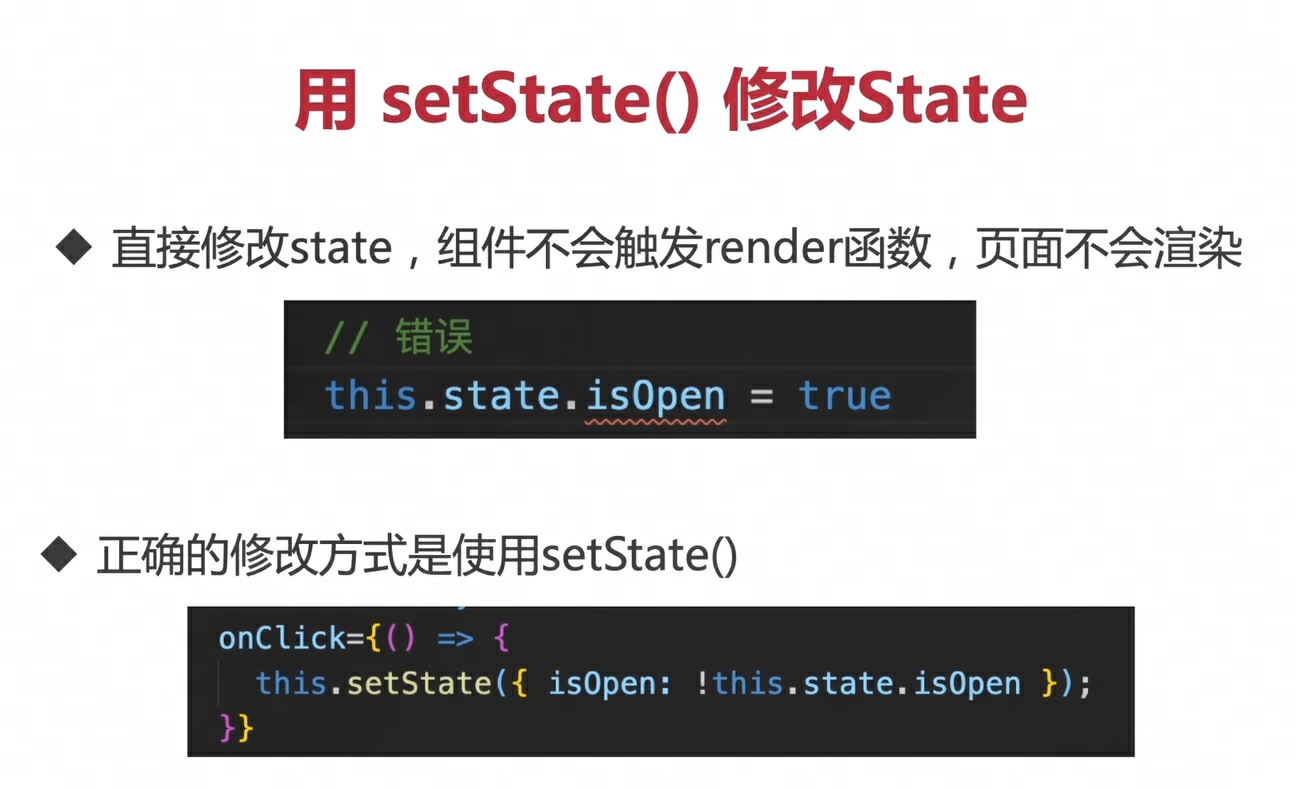 用 setState() 修改State
◆ 直接修改state，组件不会触发render函数，页面不会渲染
// 错误
this.state.isOpen = true
◆ 正确的修改方式是使用setState()
onClick={() => {
this.setState({ isOpen: !this.state.isOpen });
}}